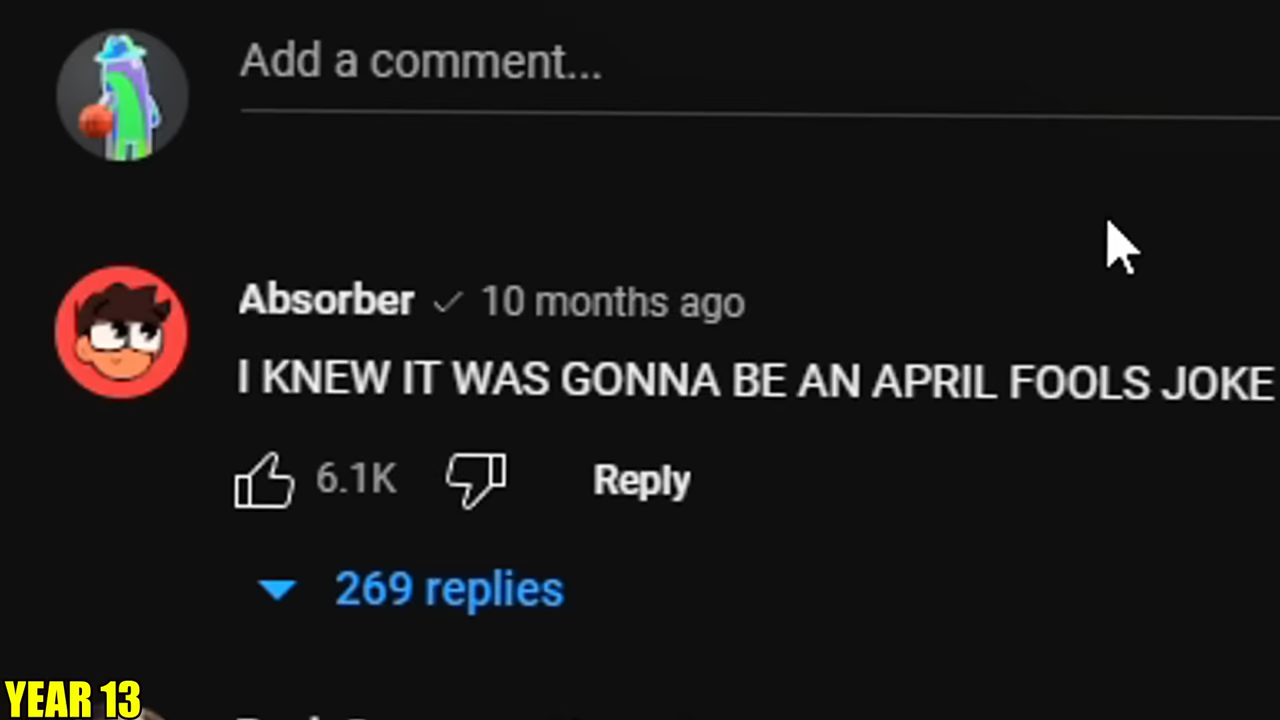 Add a comment...
Absorber 10 months ago
I KNEW IT WAS GONNA BE AN APRIL FOOLS JOKE
6.1K Reply
269 replies
YEAR 13